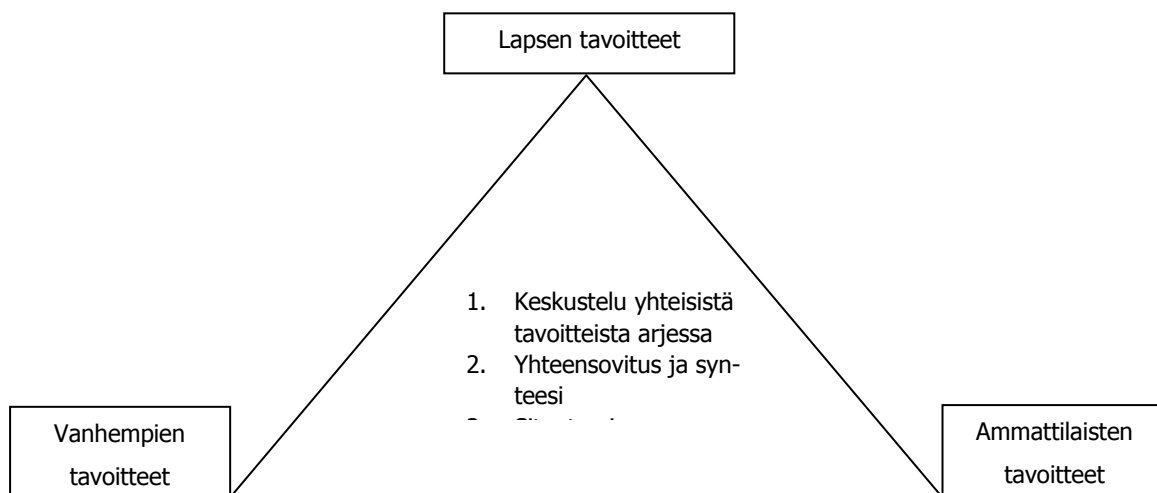 Lapsen tavoitteet
1. Keskustelu yhteisistä
tavoitteista arjessa
2. Yhteensovitus ja syn-
teesi
Vanhempien
tavoitteet
Ammattilaisten
tavoitteet